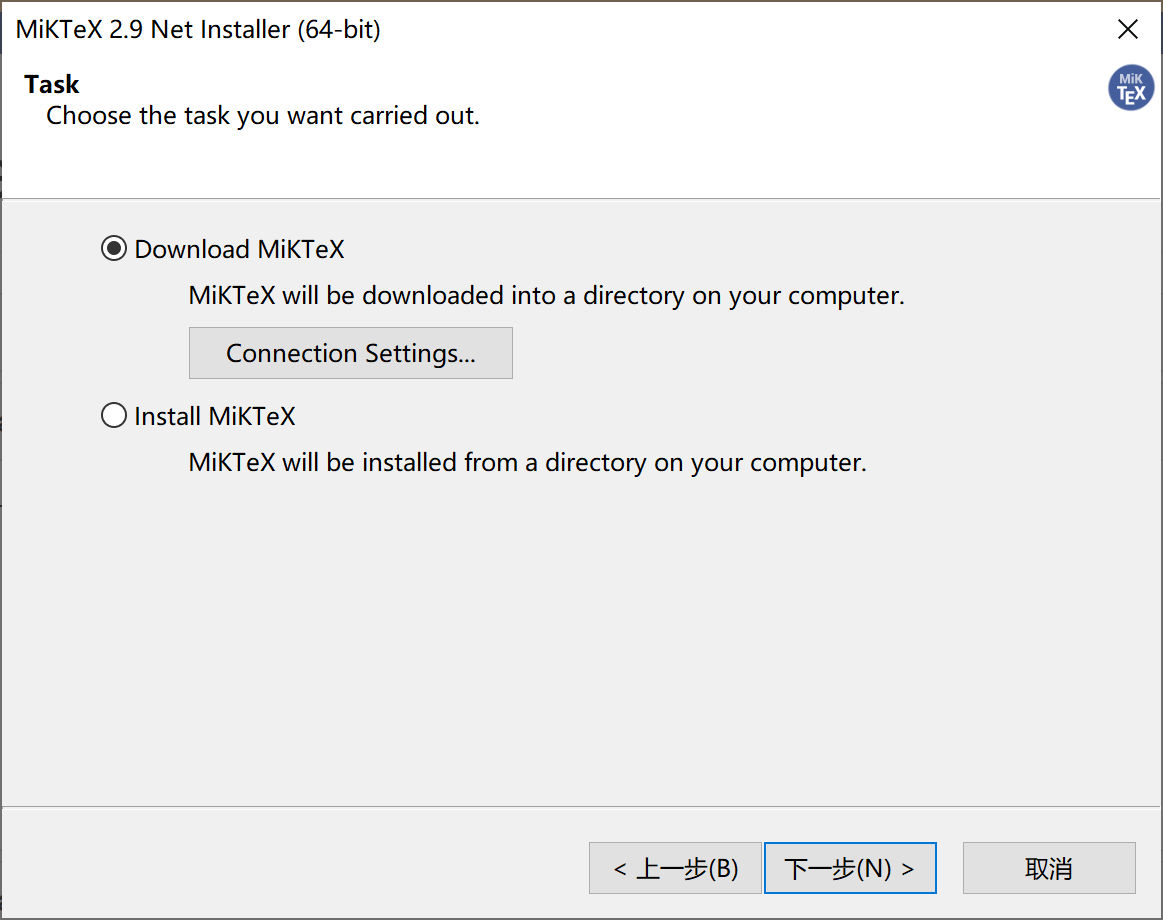 MiKTeX 2.9 Net Installer (64-bit)
Task
Choose the task you want carried out.
MiK
TEX
Download MiKTeX
MiKTeX will be downloaded into a directory on your computer.
Connection Settings...
Install MiKTeX
MiKTeX will be installed from a directory on your computer.
< 上一步(B) 下一步(N) > 取消